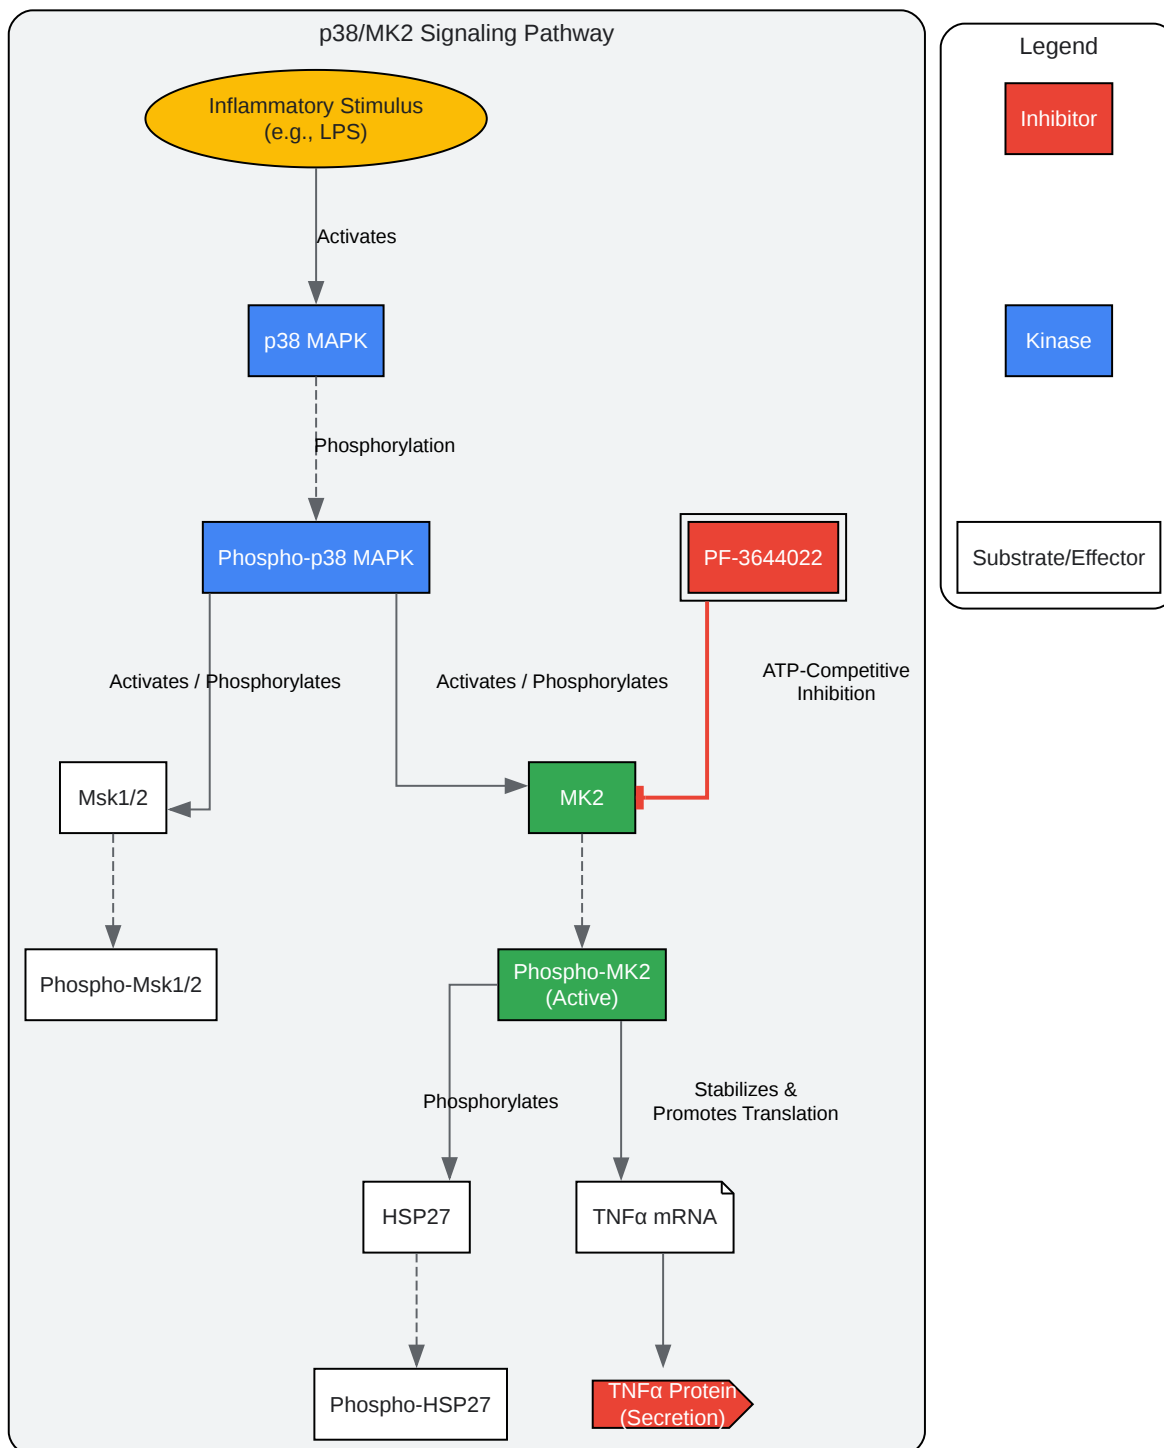 p38/MK2 Signaling Pathway
Inflammatory Stimulus
(e.g., LPS)
Activates
p38 MAPK
Phosphorylation
Phospho-p38 MAPK
PF-3644022
Activates / Phosphorylates
Activates / Phosphorylates
ATP-Competitive
Inhibition
Msk1/2
MK2
Phospho-Msk1/2
Phospho-MK2
(Active)
Phosphorylates
Stabilizes &
Promotes Translation
HSP27
TNFα mRNA
Phospho-HSP27
TNFα Protein
(Secretion)
Legend
Inhibitor
Kinase
Substrate/Effector